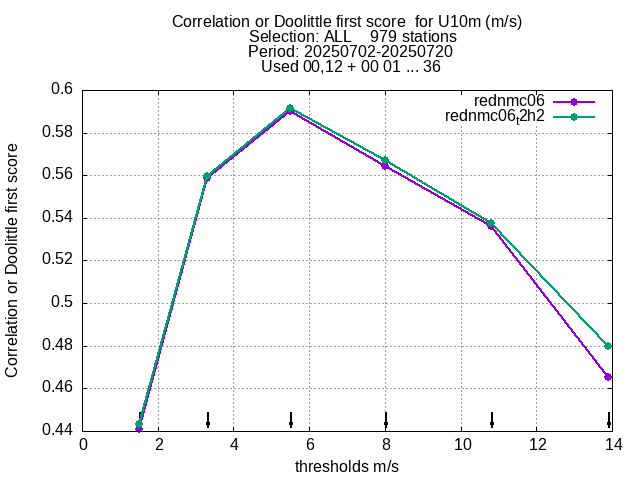 Correlation or Doolittle first score  for U10m (m/s)
Selection: ALL    979 stations
Period: 20250702-20250720
Used 00,12 + 00 01 ... 36
rednmc06
rednmc06t2h2
Correlation or Doolittle first score
0.6
0.58
0.56
0.54
0.52
0.5
0.48
0.46
0.44
0 2 4 6 8 10 12 14
thresholds m/s